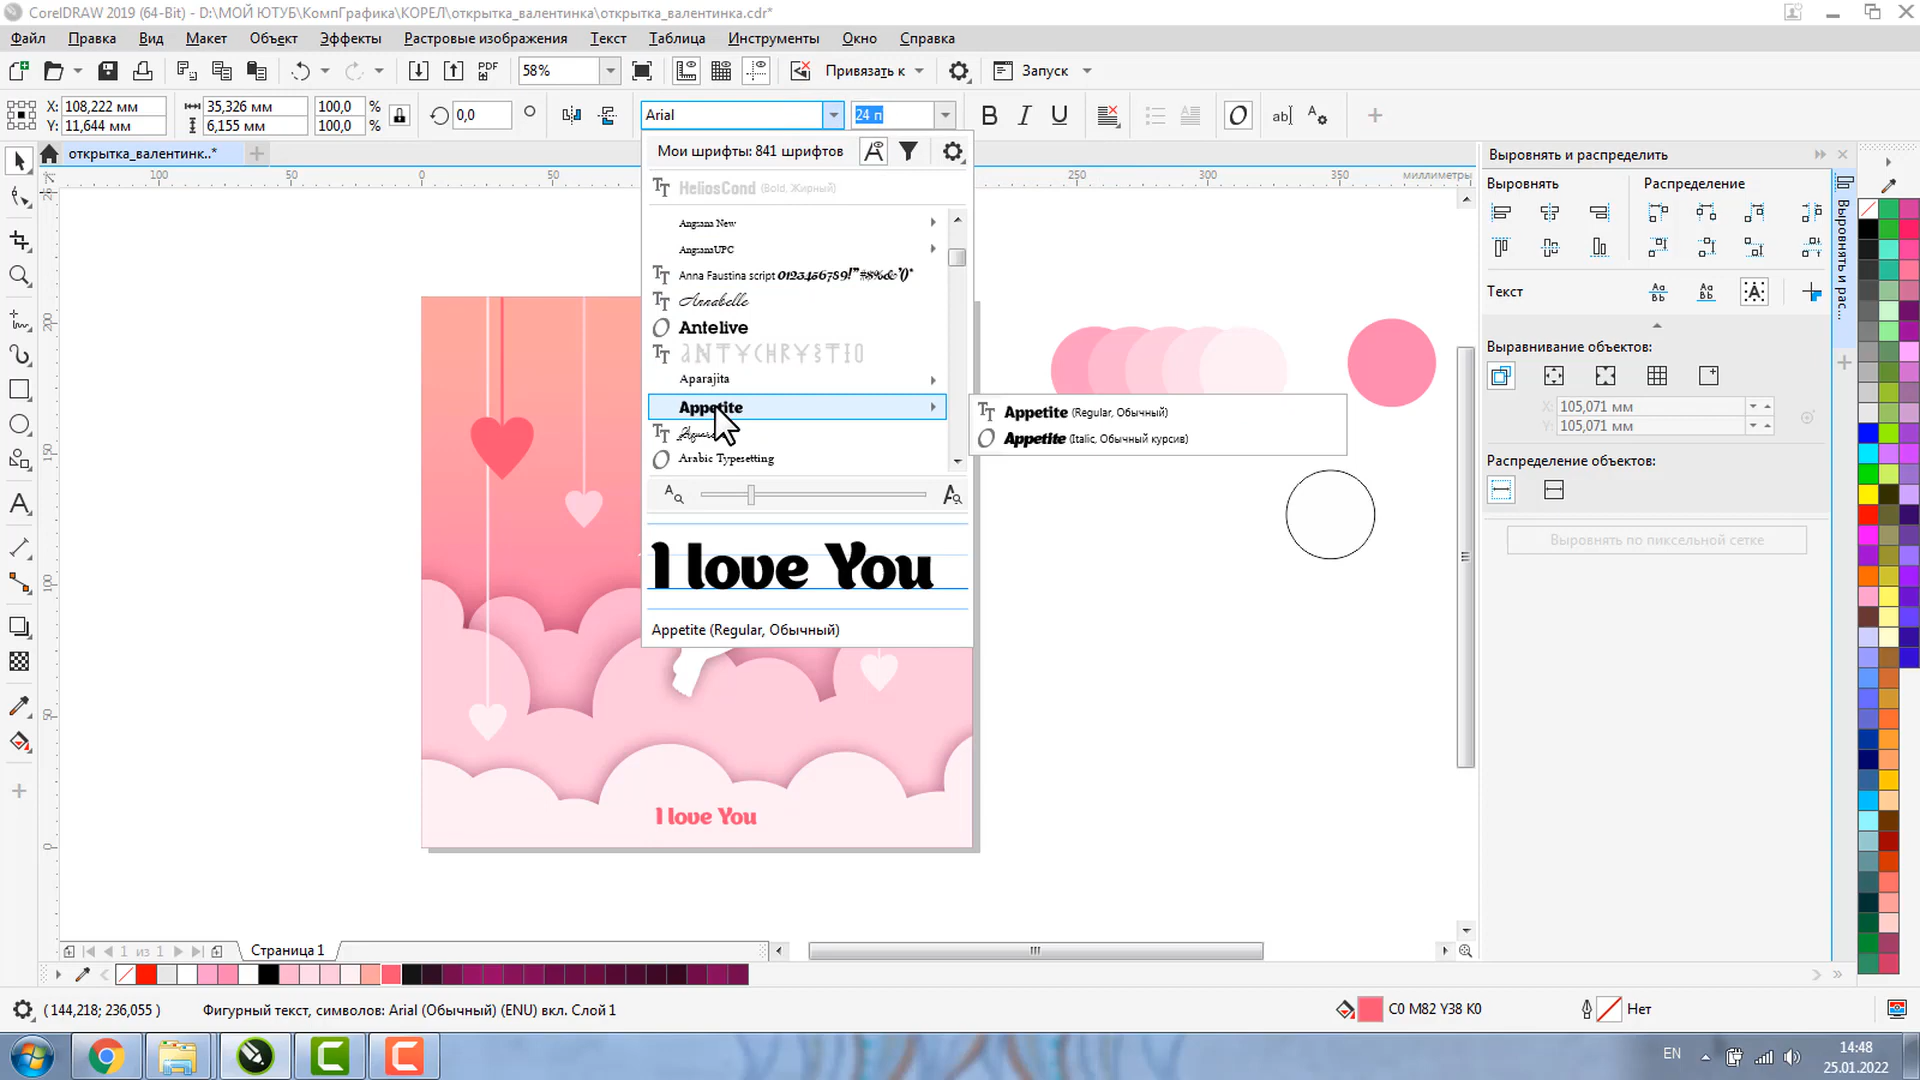 CorelDRAW 2019 (64-Bit) - D:\МОЙ ЮТУБ\КомпГрафика\КОРЕЛ\открытка_валентинка\открытка_валентинка.cdr*
Файл Правка Вид Макет Объект Эффекты Растровые изображения Текст Таблица Инструменты Окно Справка
PDF 58% Привязать к Запуск
X: 108,222 мм 35,326 мм 100,0 % 0,0 Arial 24 п B I U O ab
Y: 11,644 мм 6,155 мм 100,0 %
открытка_валентинк..*
Мои шрифты: 841 шрифтов
HeliosCond (Bold, Жирный)
Angsana New
AngsanaUPC
Anna Faustina script 0123456789!"#$%&'()*
Annabelle
Antelive
ANTYCHRYSTIO
Aparajita
Appetite
Arabic Typesetting
Appetite (Regular, Обычный)
Appetite (Italic, Обычный курсив)
I love You
Appetite (Regular, Обычный)
I love You
100 50 0 50 250 300 350 миллиметры
200
150
100
50
0
Выровнять и распределить
Выровнять Распределение
Текст
Выравнивание объектов:
X: 105,071 мм
Y: 105,071 мм
Распределение объектов:
Выровнять по пиксельной сетке
Выровнять и рас...
1 из 1 Страница 1
( 144,218; 236,055 ) Фигурный текст, символов: Arial (Обычный) (ENU) вкл. Слой 1 C0 M82 Y38 K0 Нет
EN 14:48
25.01.2022